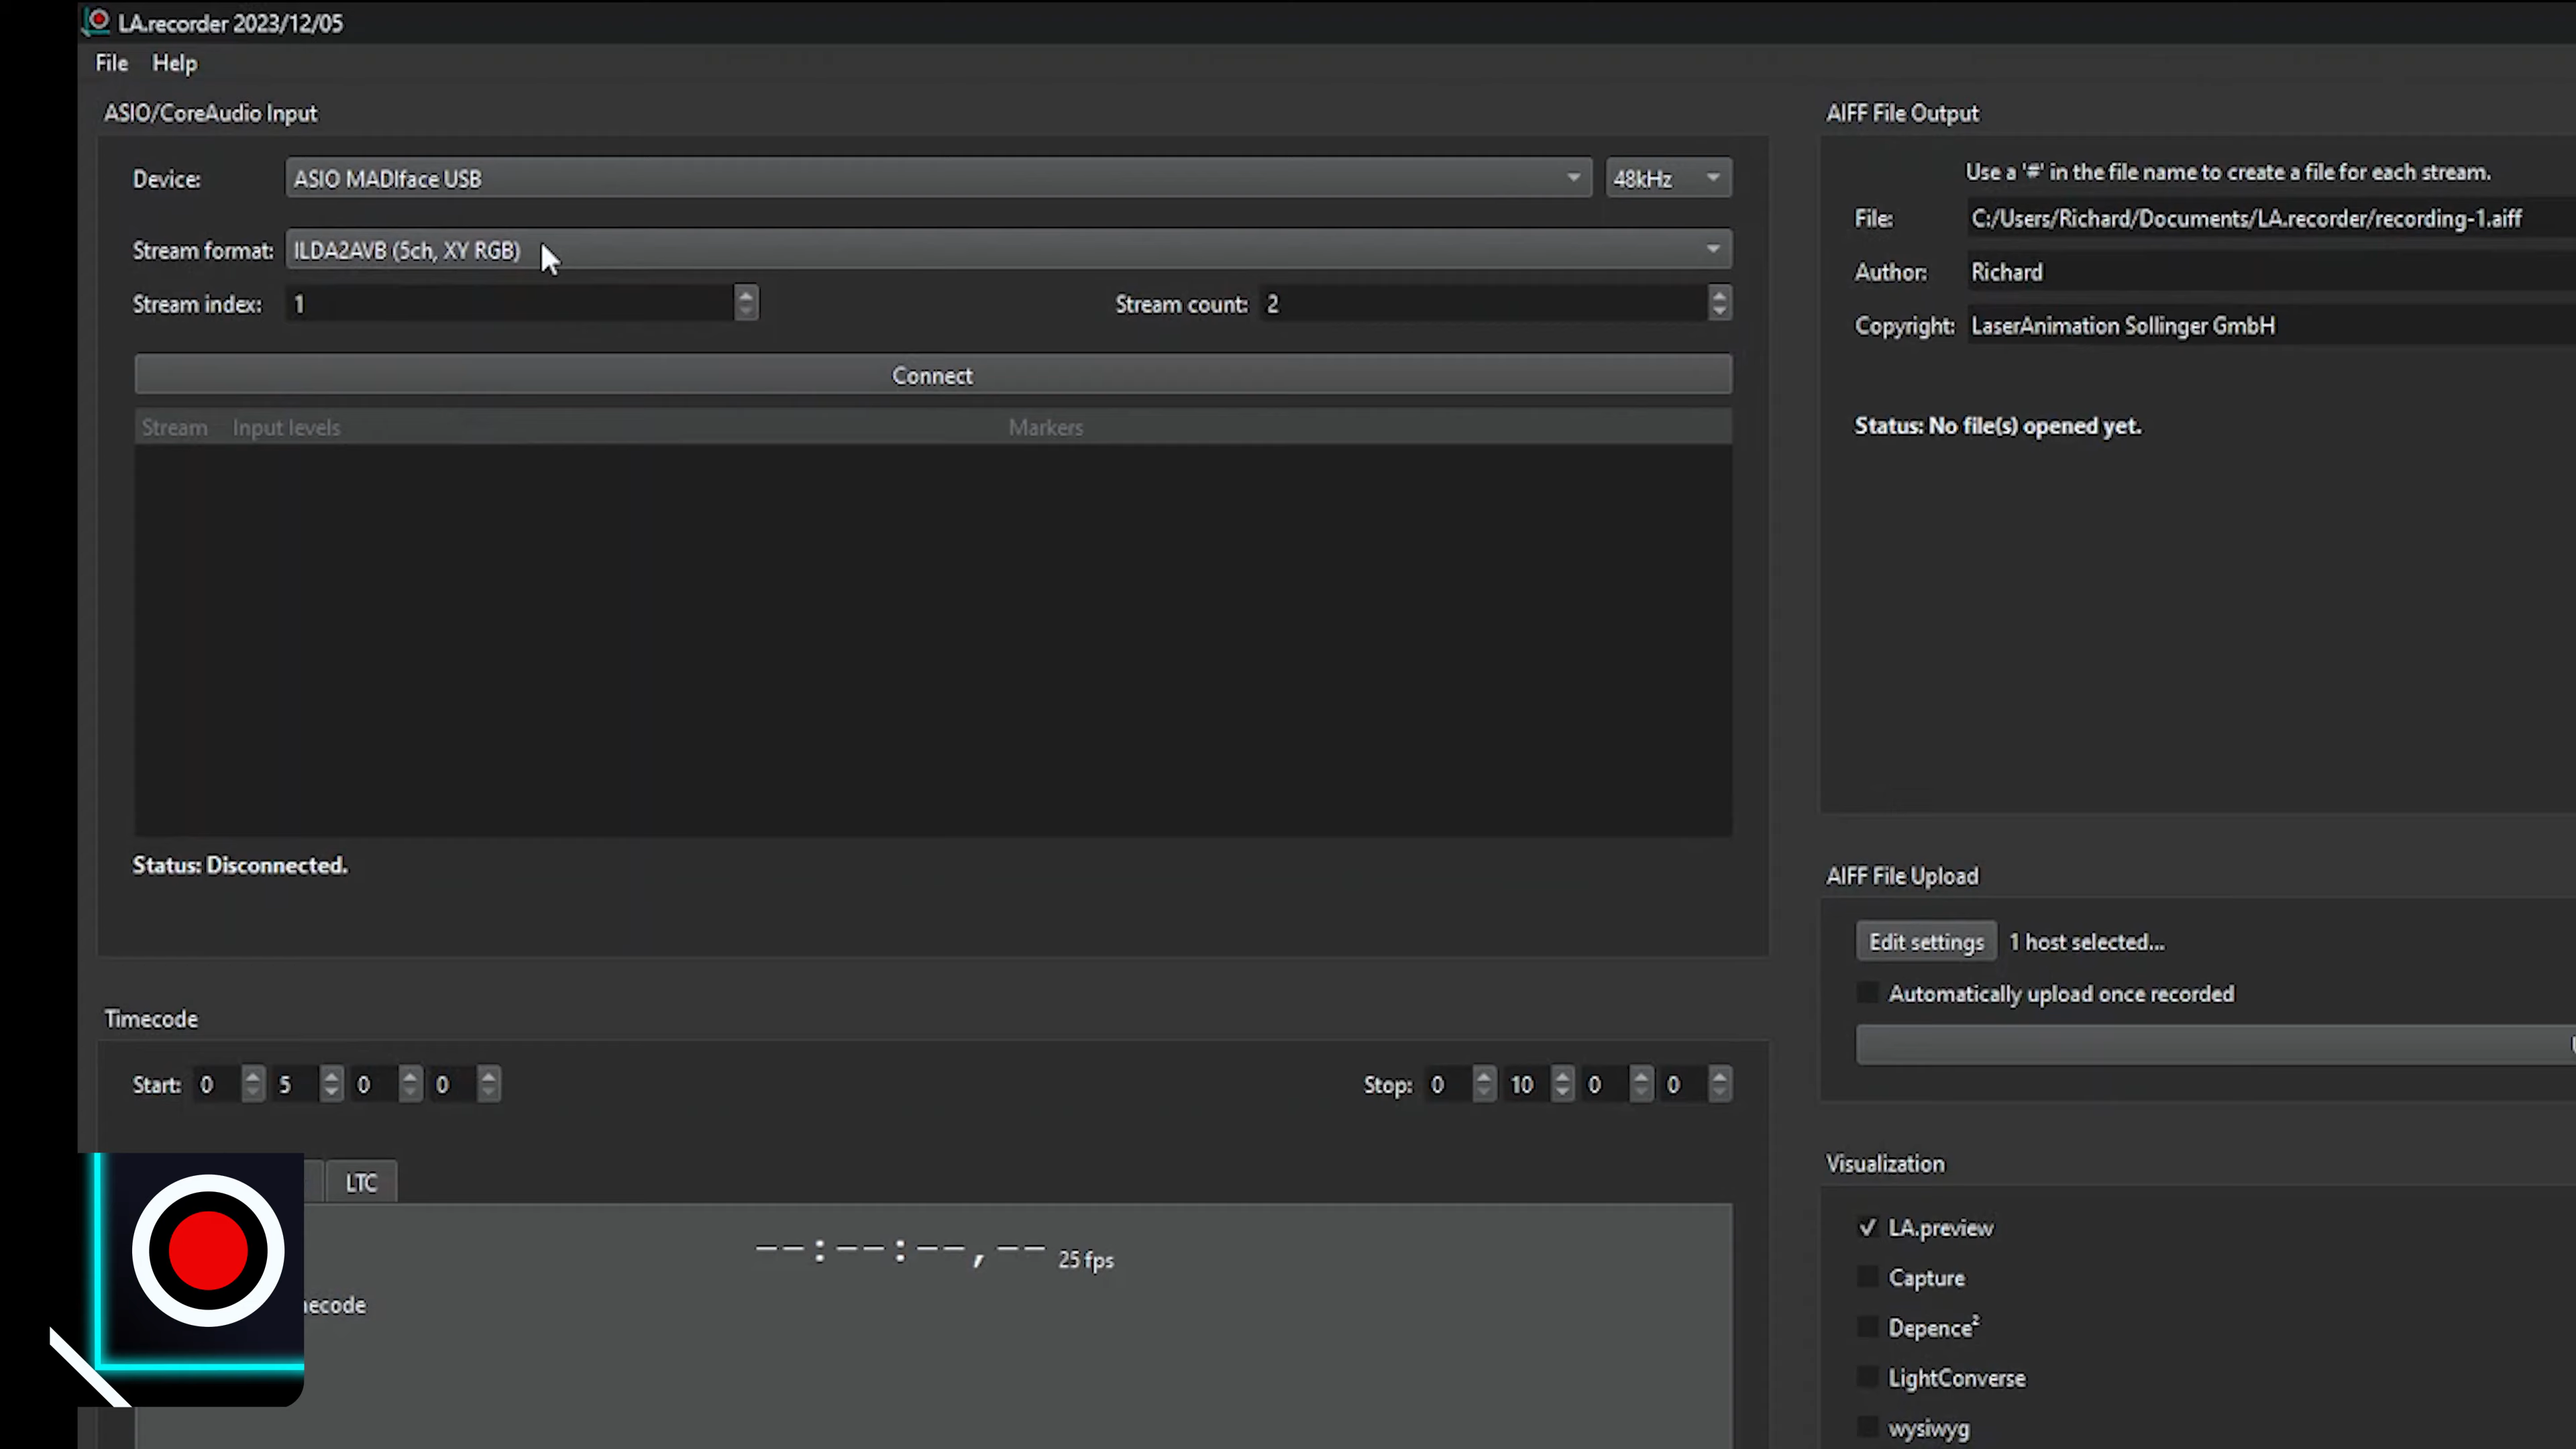 LA.recorder 2023/12/05
File Help
ASIO/CoreAudio Input
Device: ASIO MADIface USB 48kHz
Stream format: ILDA2AVB (5ch, XY RGB)
Stream index: 1 Stream count: 2
Connect
Stream Input levels Markers
Status: Disconnected.
Timecode
Start: 0 5 0 0 Stop: 0 10 0 0
LTC
--:--:--,-- 25 fps
AIFF File Output
Use a '#' in the file name to create a file for each stream.
File: C:/Users/Richard/Documents/LA.recorder/recording-1.aiff
Author: Richard
Copyright: LaserAnimation Sollinger GmbH
Status: No file(s) opened yet.
AIFF File Upload
Edit settings 1 host selected...
Automatically upload once recorded
Visualization
✓ LA.preview
Capture
Depence²
LightConverse
wysiwyg